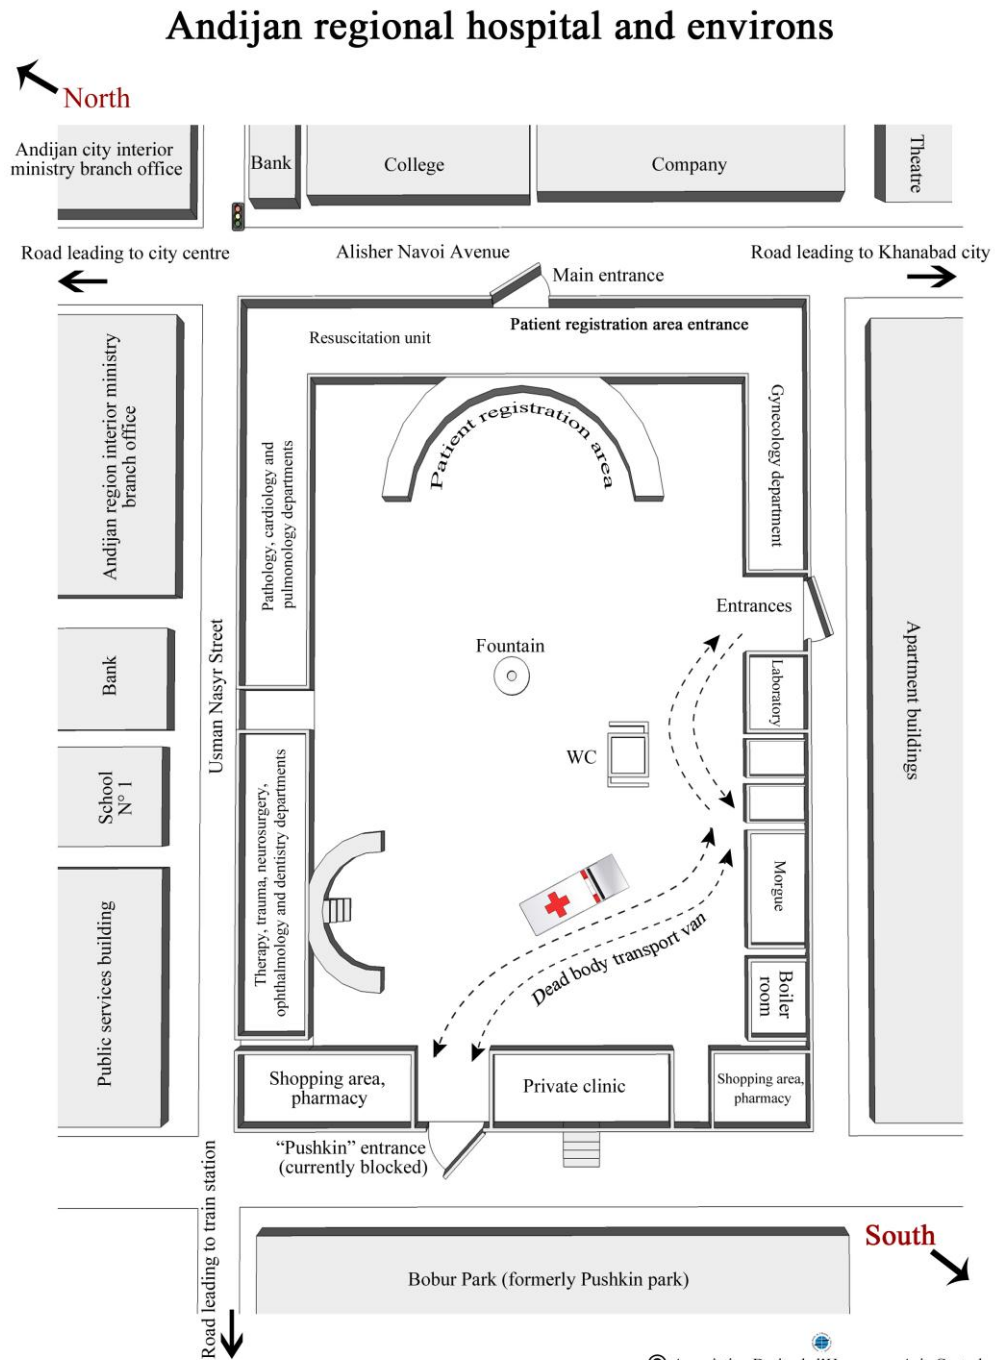 Andijan regional hospital and environs
North
Andijan city interior
ministry branch office
Bank
College
Company
Theatre
Road leading to city centre
Alisher Navoi Avenue
Road leading to Khanabad city
Main entrance
Patient registration area entrance
Resuscitation unit
Andijan region interior ministry
branch office
Patient registration area
Gynecology department
Pathology, cardiology and
pulmonology departments
Entrances
Fountain
Usman Nasyr Street
Bank
Laboratory
Apartment buildings
WC
School
N° 1
Therapy, trauma, neurosurgery,
ophthalmology and dentistry departments
Morgue
Public services building
Dead body transport van
Boiler
room
Shopping area,
pharmacy
Private clinic
Shopping area,
pharmacy
"Pushkin" entrance
(currently blocked)
Road leading to train station
South
Bobur Park (formerly Pushkin park)